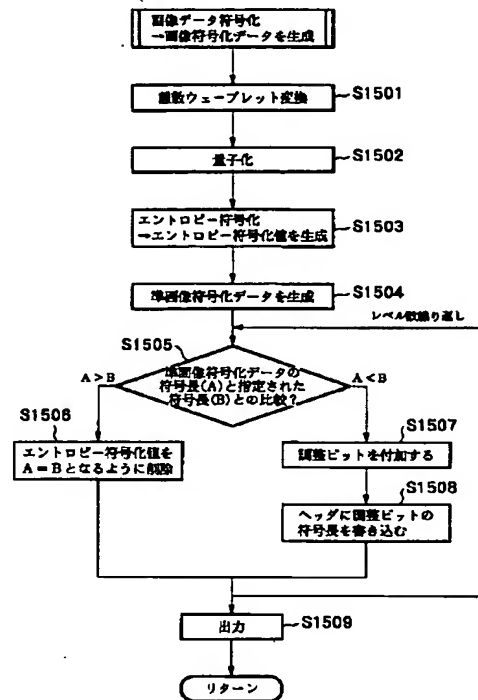 画像データ符号化
→画像符号化データを生成
離散ウェーブレット変換
S1501
量子化
S1502
エントロピー符号化
→エントロピー符号化値を生成
S1503
準画像符号化データを生成
S1504
レベル数繰り返し
S1505
準画像符号化データの
符号長(A)と指定された
符号長(B)との比較?
A>B
A<B
S1506
エントロピー符号化値を
A=Bとなるように削除
S1507
調整ビットを付加する
S1508
ヘッダに調整ビットの
符号長を書き込む
出力
S1509
リターン